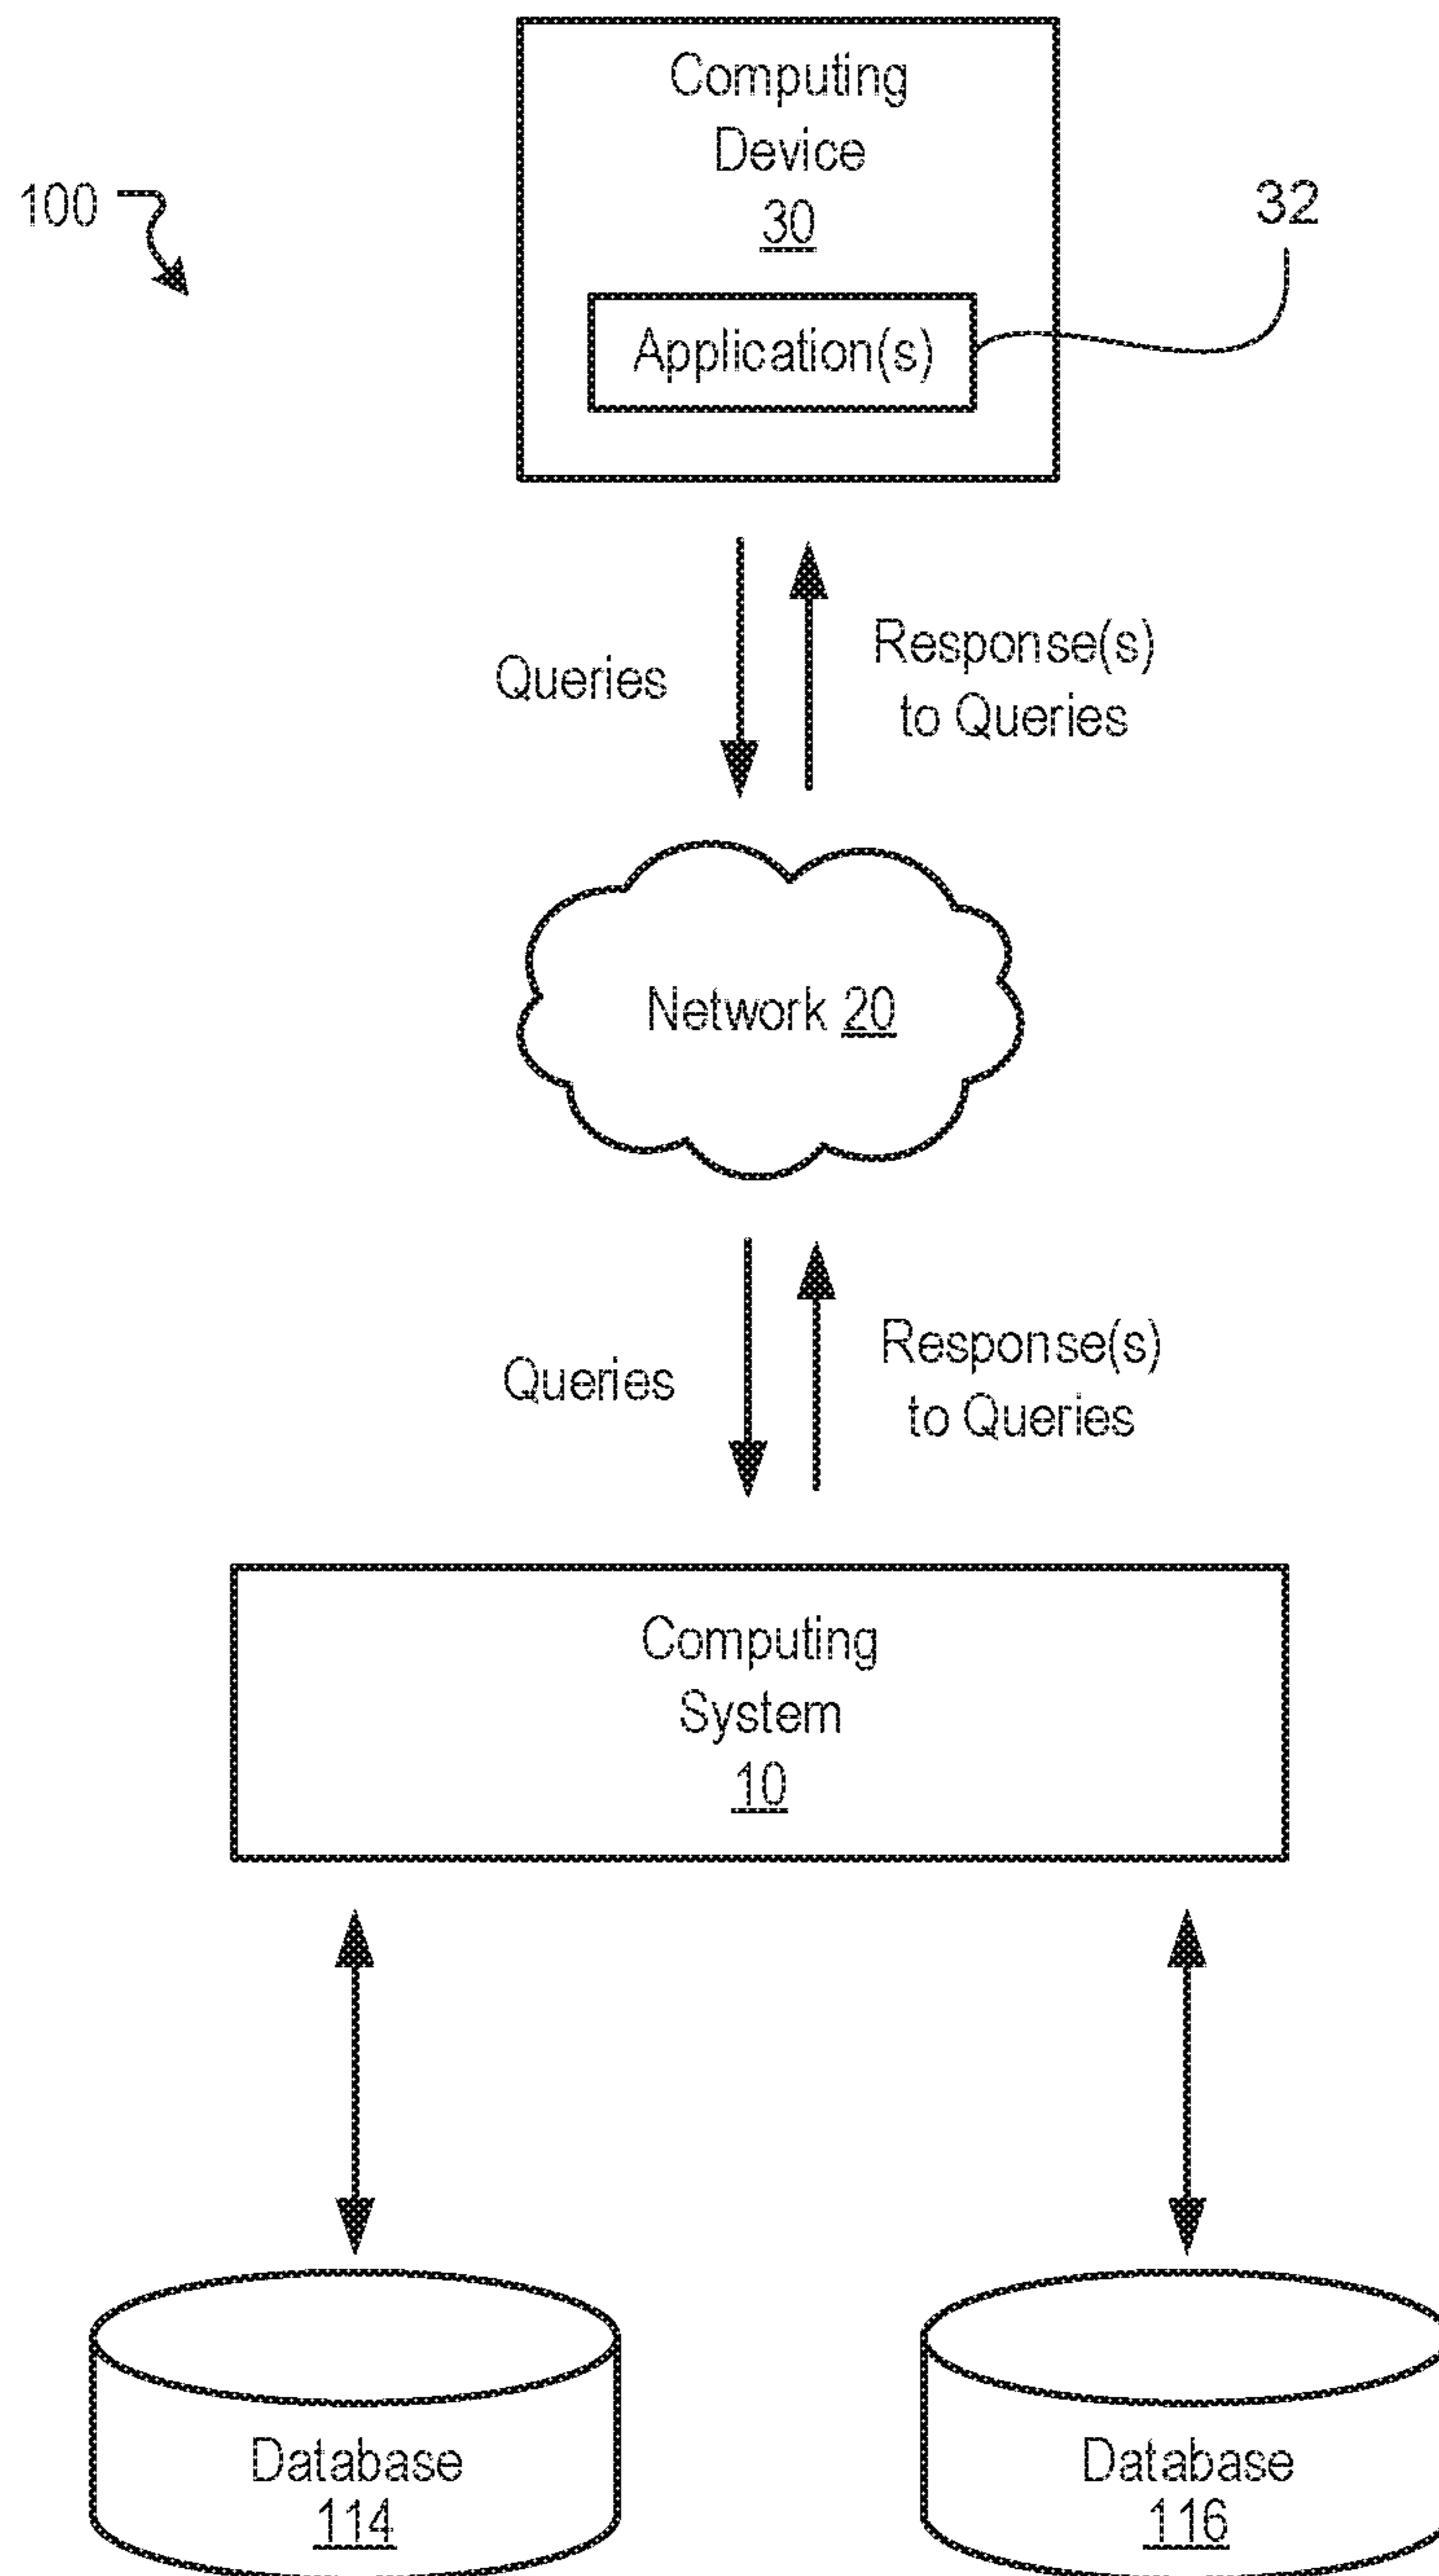 Computing
Device
30
100
32
Application(s)
Queries
Response(s)
to Queries
Network 20
Queries
Response(s)
to Queries
Computing
System
10
Database
114
Database
116